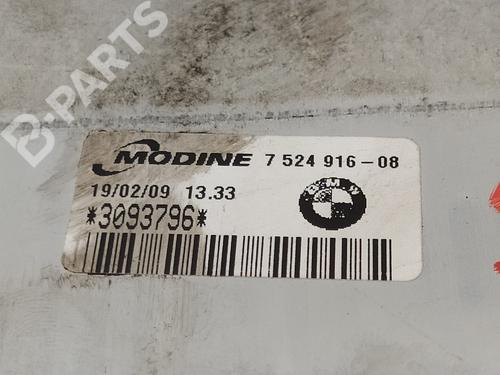 B-PARTS
MODINE 7 524 916-08
19/02/09 13.33
BMW
*3093796*